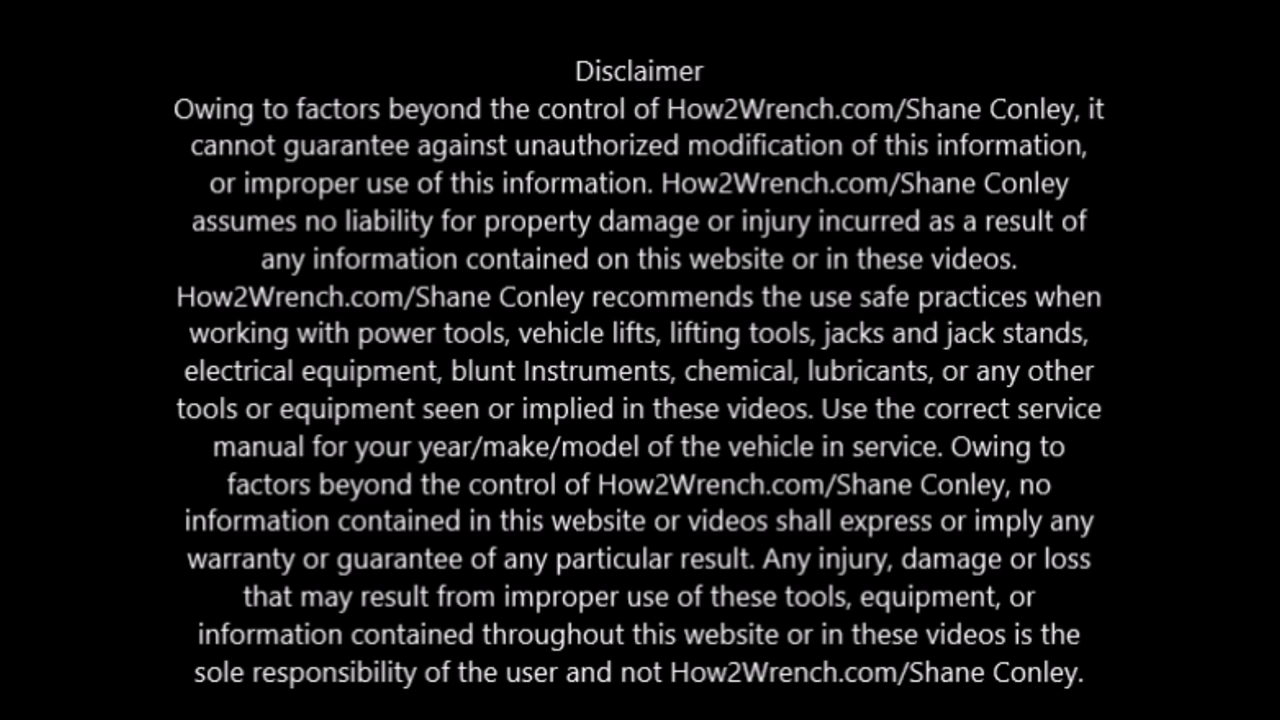 Disclaimer
Owing to factors beyond the control of How2Wrench.com/Shane Conley, it
cannot guarantee against unauthorized modification of this information,
or improper use of this information. How2Wrench.com/Shane Conley
assumes no liability for property damage or injury incurred as a result of
any information contained on this website or in these videos.
How2Wrench.com/Shane Conley recommends the use safe practices when
working with power tools, vehicle lifts, lifting tools, jacks and jack stands,
electrical equipment, blunt Instruments, chemical, lubricants, or any other
tools or equipment seen or implied in these videos. Use the correct service
manual for your year/make/model of the vehicle in service. Owing to
factors beyond the control of How2Wrench.com/Shane Conley, no
information contained in this website or videos shall express or imply any
warranty or guarantee of any particular result. Any injury, damage or loss
that may result from improper use of these tools, equipment, or
information contained throughout this website or in these videos is the
sole responsibility of the user and not How2Wrench.com/Shane Conley.